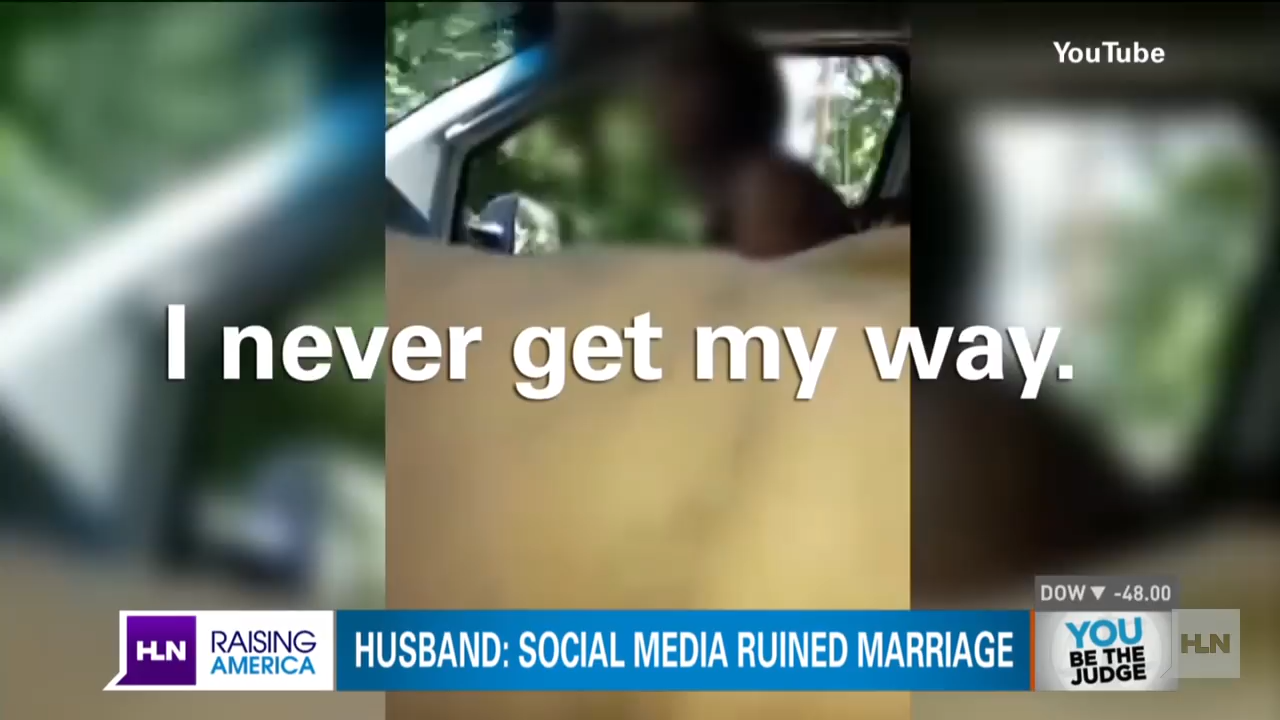 YouTube
I never get my way.
DOW ▼ -48.00
HLN
RAISING
AMERICA
HUSBAND: SOCIAL MEDIA RUINED MARRIAGE
YOU
BE THE
JUDGE
HLN